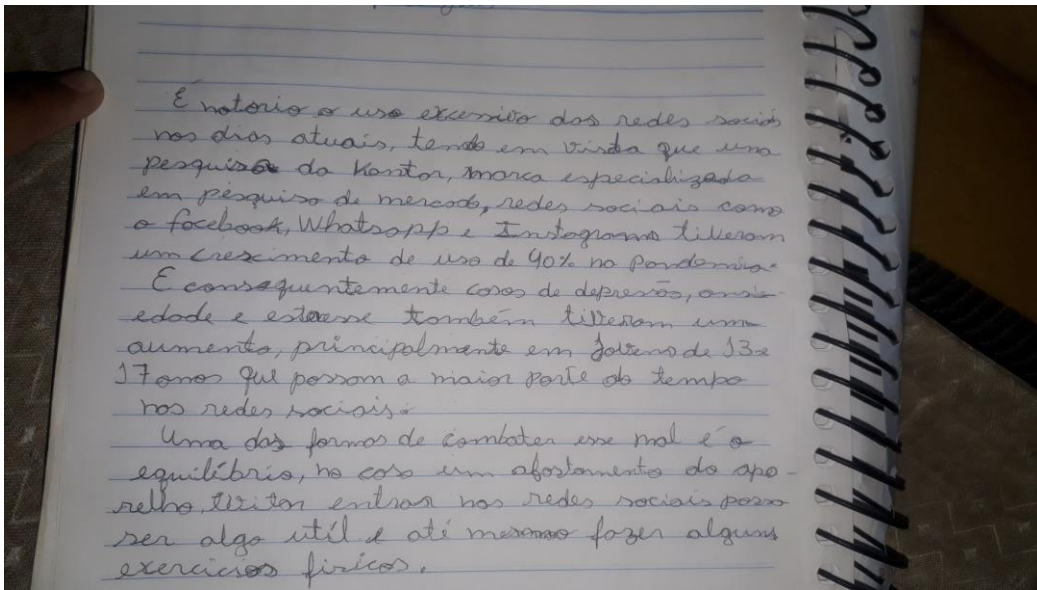 É notorio o uso excessivo das redes sociais
nos dias atuais, tendo em vista que uma
pesquisa da Kantar, marca especializada
em pesquisa de mercado, redes sociais como
o facebook, Whatsapp e Instagram tiveram
um crescimento de uso de 40% na pandemia.
E consequentemente casos de depressão, ansi-
edade e estresse também tiveram um
aumento, principalmente em jovens de 13 a
17 anos que passam a maior parte do tempo
nas redes sociais.
Uma das formas de combater esse mal é o
equilíbrio, no caso um afastamento do apa-
relho, Evitar entrar nas redes sociais possa
ser algo util e até mesmo fazer alguns
exercicios fisicos.